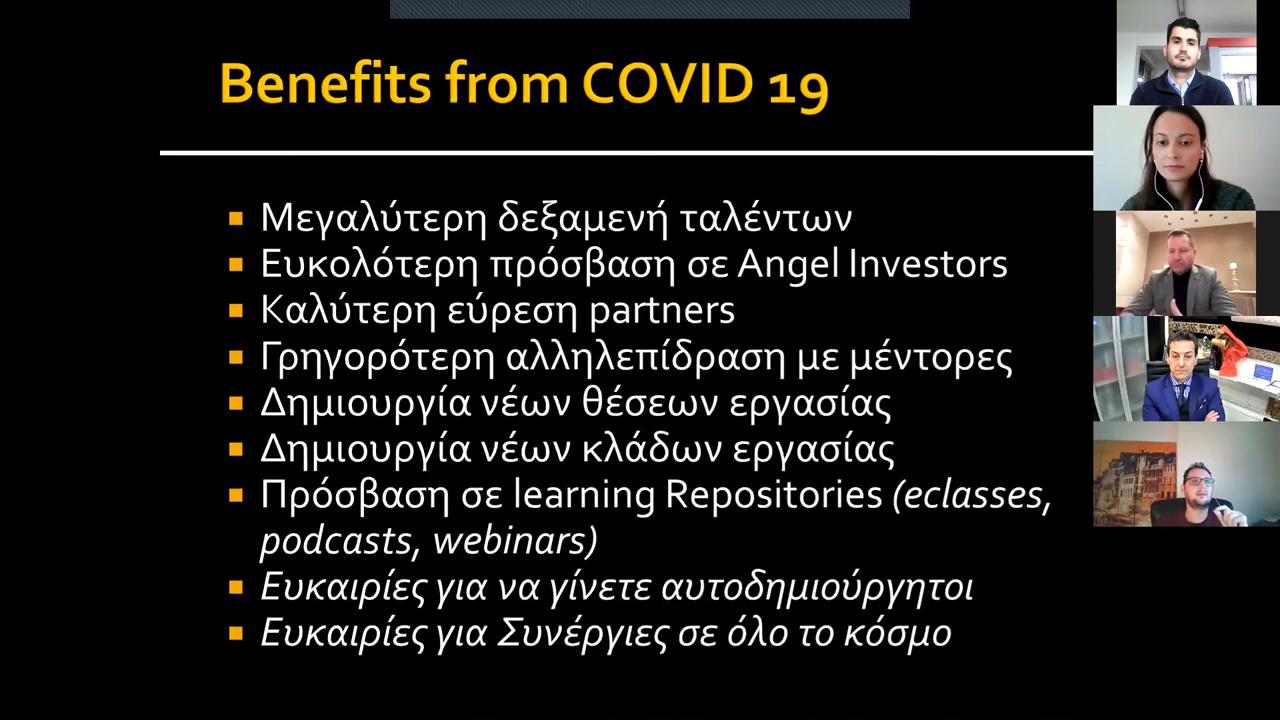 Benefits from COVID 19
Μεγαλύτερη δεξαμενή ταλέντων
Ευκολότερη πρόσβαση σε Angel Investors
Καλύτερη εύρεση partners
Γρηγορότερη αλληλεπίδραση με μέντορες
Δημιουργία νέων θέσεων εργασίας
Δημιουργία νέων κλάδων εργασίας
Πρόσβαση σε learning Repositories (eclasses,
podcasts, webinars)
Ευκαιρίες για να γίνετε αυτοδημιούργητοι
Ευκαιρίες για Συνέργιες σε όλο το κόσμο